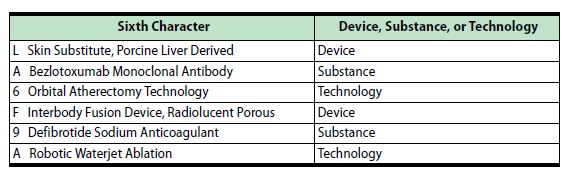 Sixth Character Device, Substance, or Technology
L Skin Substitute, Porcine Liver Derived Device
A Bezlotoxumab Monoclonal Antibody Substance
6 Orbital Atherectomy Technology Technology
F Interbody Fusion Device, Radiolucent Porous Device
9 Defibrotide Sodium Anticoagulant Substance
A Robotic Waterjet Ablation Technology